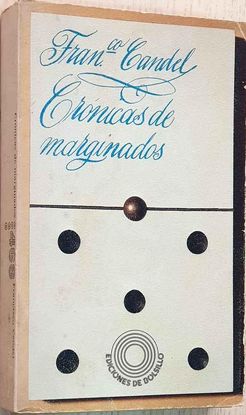 Fran.co Candel
Crónicas de
marginados
EDICIONES DE BOLSILLO